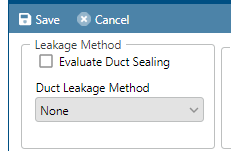 Save Cancel
Leakage Method
Evaluate Duct Sealing
Duct Leakage Method
None